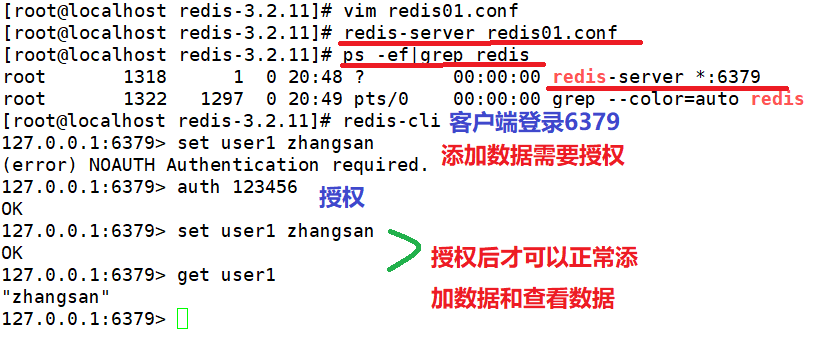 [root@localhost redis-3.2.11]# vim redis01.conf
[root@localhost redis-3.2.11]# redis-server redis01.conf
[root@localhost redis-3.2.11]# ps -ef|grep redis
root 1318 1 0 20:48 ? 00:00:00 redis-server *:6379
root 1322 1297 0 20:49 pts/0 00:00:00 grep --color=auto redis
[root@localhost redis-3.2.11]# redis-cli 客户端登录6379
127.0.0.1:6379> set user1 zhangsan
(error) NOAUTH Authentication required. 添加数据需要授权
127.0.0.1:6379> auth 123456
OK 授权
127.0.0.1:6379> set user1 zhangsan
OK
授权后才可以正常添
127.0.0.1:6379> get user1
"zhangsan" 加数据和查看数据
127.0.0.1:6379>